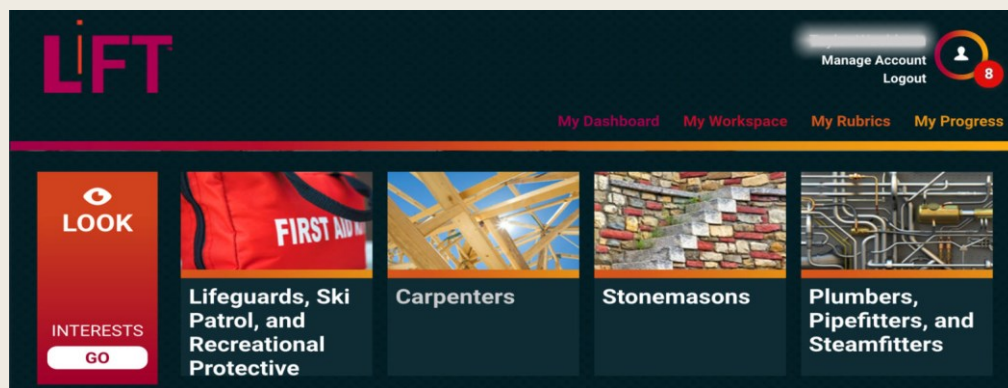 LiFT
Manage Account
Logout
8
My Dashboard My Workspace My Rubrics My Progress
LOOK
INTERESTS
GO
FIRST AID
Lifeguards, Ski
Patrol, and
Recreational
Protective
Carpenters
Stonemasons
Plumbers,
Pipefitters, and
Steamfitters